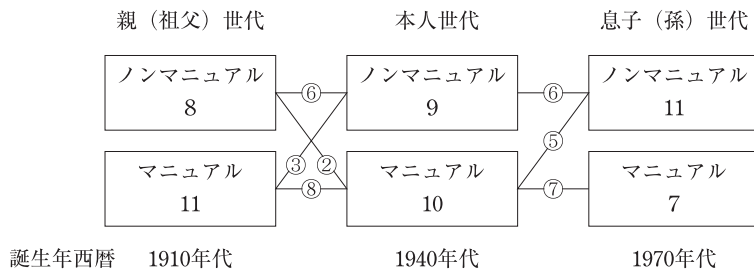 親（祖父）世代 本人世代 息子（孫）世代
ノンマニュアル ⑥ ノンマニュアル ⑥ ノンマニュアル
8 9 11
③ ② ⑤
マニュアル ⑧ マニュアル ⑦ マニュアル
11 10 7
誕生年西暦 1910年代 1940年代 1970年代